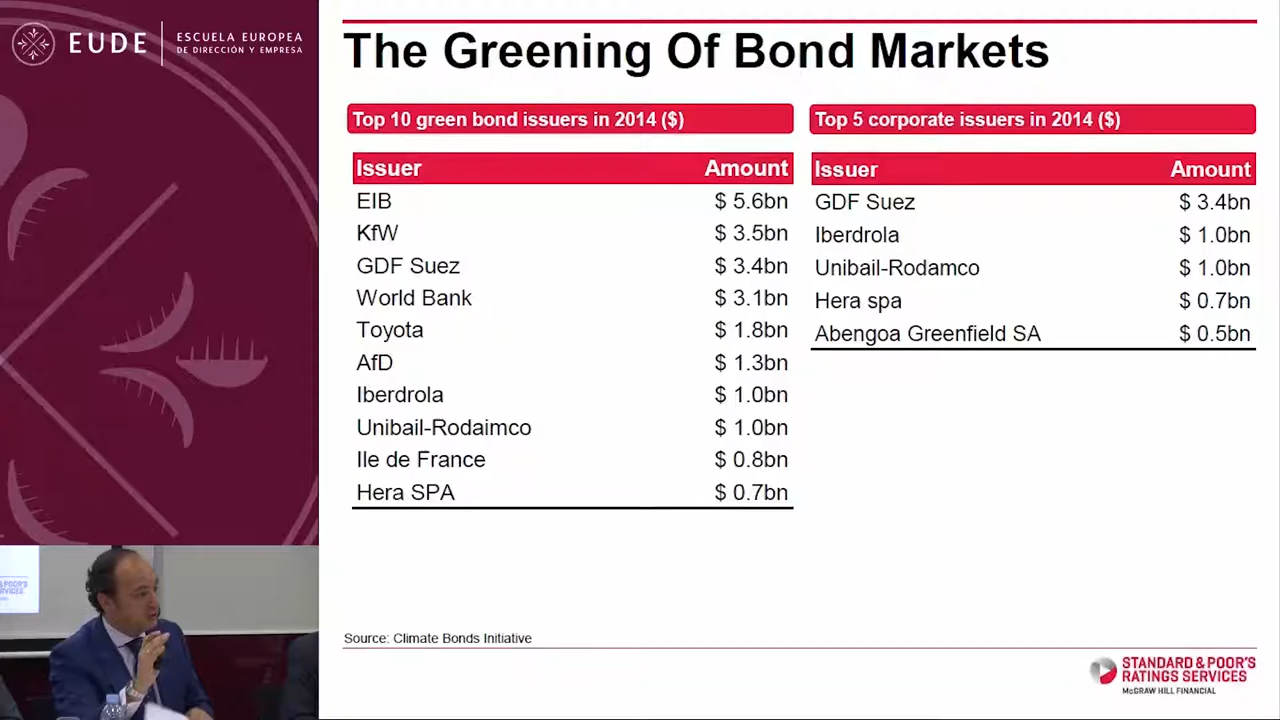 EUDE
ESCUELA EUROPEA
DE DIRECCIÓN Y EMPRESA
The Greening Of Bond Markets
Top 10 green bond issuers in 2014 ($)
Issuer Amount
EIB $ 5.6bn
KfW $ 3.5bn
GDF Suez $ 3.4bn
World Bank $ 3.1bn
Toyota $ 1.8bn
AfD $ 1.3bn
Iberdrola $ 1.0bn
Unibail-Rodaimco $ 1.0bn
Ile de France $ 0.8bn
Hera SPA $ 0.7bn
Top 5 corporate issuers in 2014 ($)
Issuer Amount
GDF Suez $ 3.4bn
Iberdrola $ 1.0bn
Unibail-Rodamco $ 1.0bn
Hera spa $ 0.7bn
Abengoa Greenfield SA $ 0.5bn
Source: Climate Bonds Initiative
STANDARD & POOR'S
RATINGS SERVICES
McGRAW HILL FINANCIAL